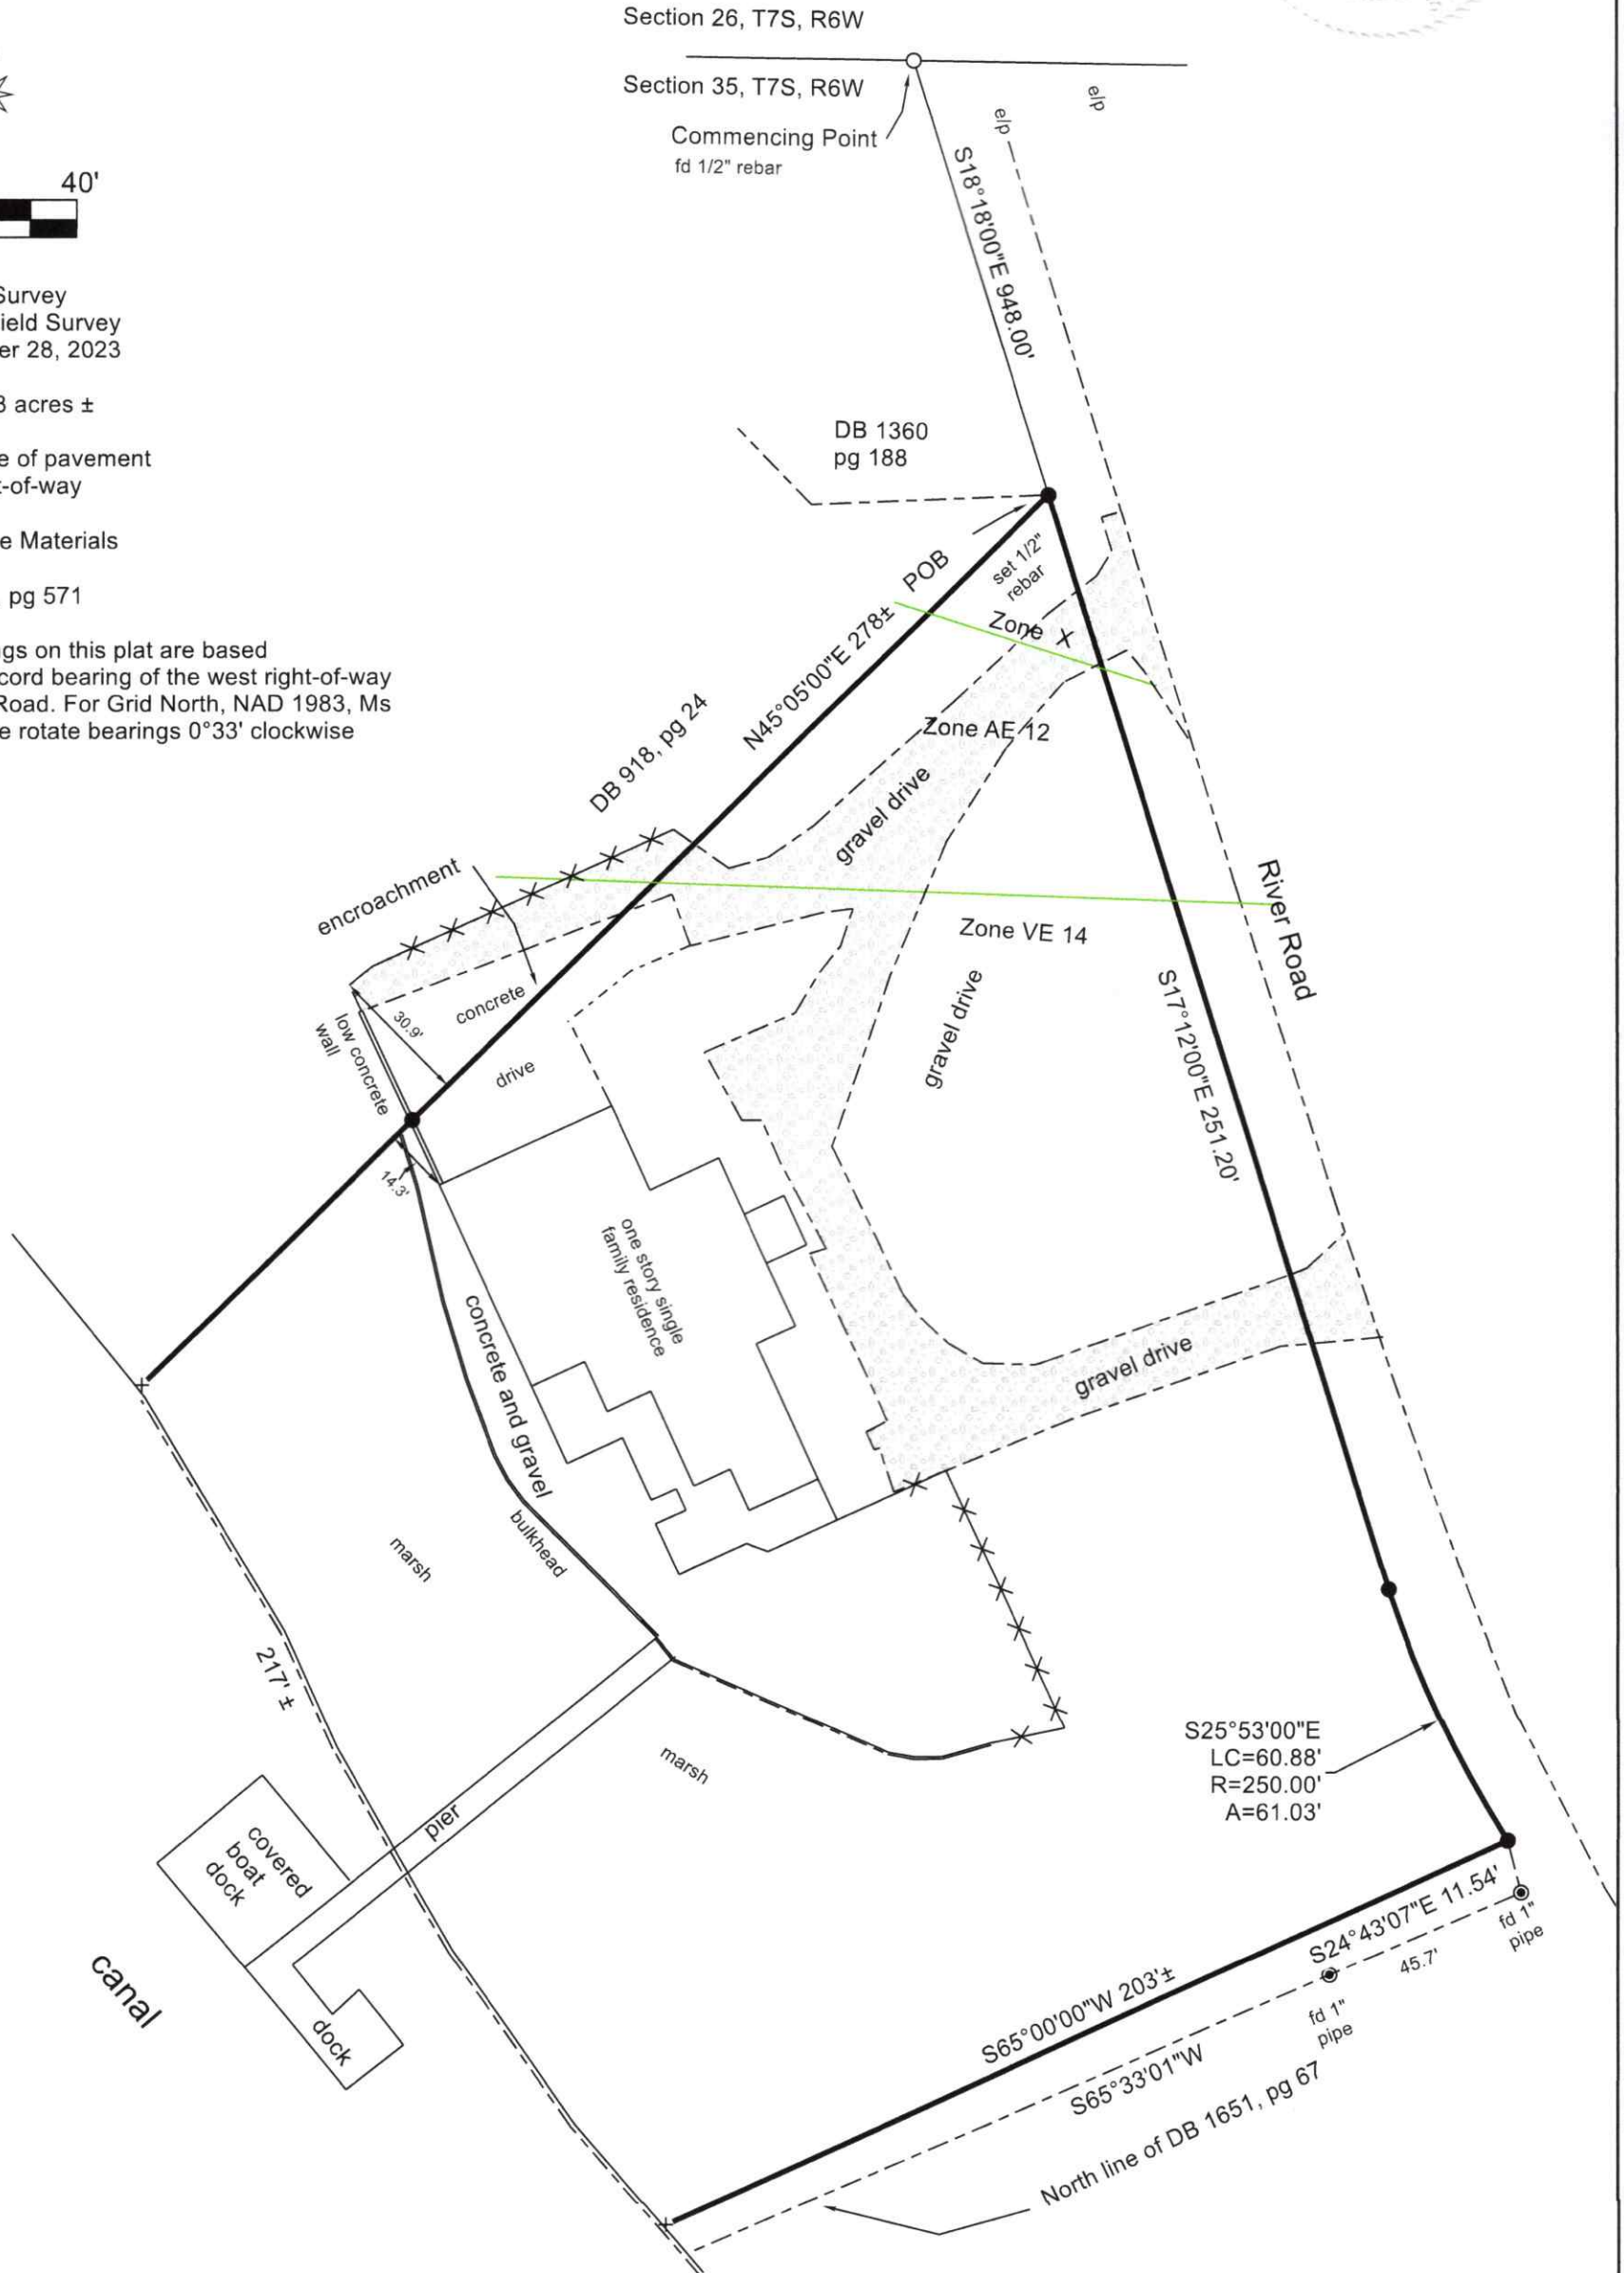 Section 26, T7S, R6W
Section 35, T7S, R6W
Commencing Point
fd 1/2" rebar
e/p
e/p
S18°18'00"E 948.00'
40'
Survey
ield Survey
er 28, 2023
3 acres ±
e of pavement
t-of-way
e Materials
pg 571
gs on this plat are based
cord bearing of the west right-of-way
Road. For Grid North, NAD 1983, Ms
e rotate bearings 0°33' clockwise
DB 1360
pg 188
POB
set 1/2"
rebar
Zone X
N45°05'00"E 278±
DB 918, pg 24
Zone AE 12
gravel drive
encroachment
Zone VE 14
River Road
concrete
drive
30.9'
low concrete
wall
gravel drive
S17°12'00"E 251.20'
14.3'
one story single
family residence
concrete and gravel
gravel drive
bulkhead
marsh
217' ±
marsh
S25°53'00"E
LC=60.88'
R=250.00'
A=61.03'
pier
covered
boat
dock
canal
dock
S24°43'07"E 11.54'
fd 1"
pipe
45.7'
fd 1"
pipe
S65°00'00"W 203'±
S65°33'01"W
North line of DB 1651, pg 67